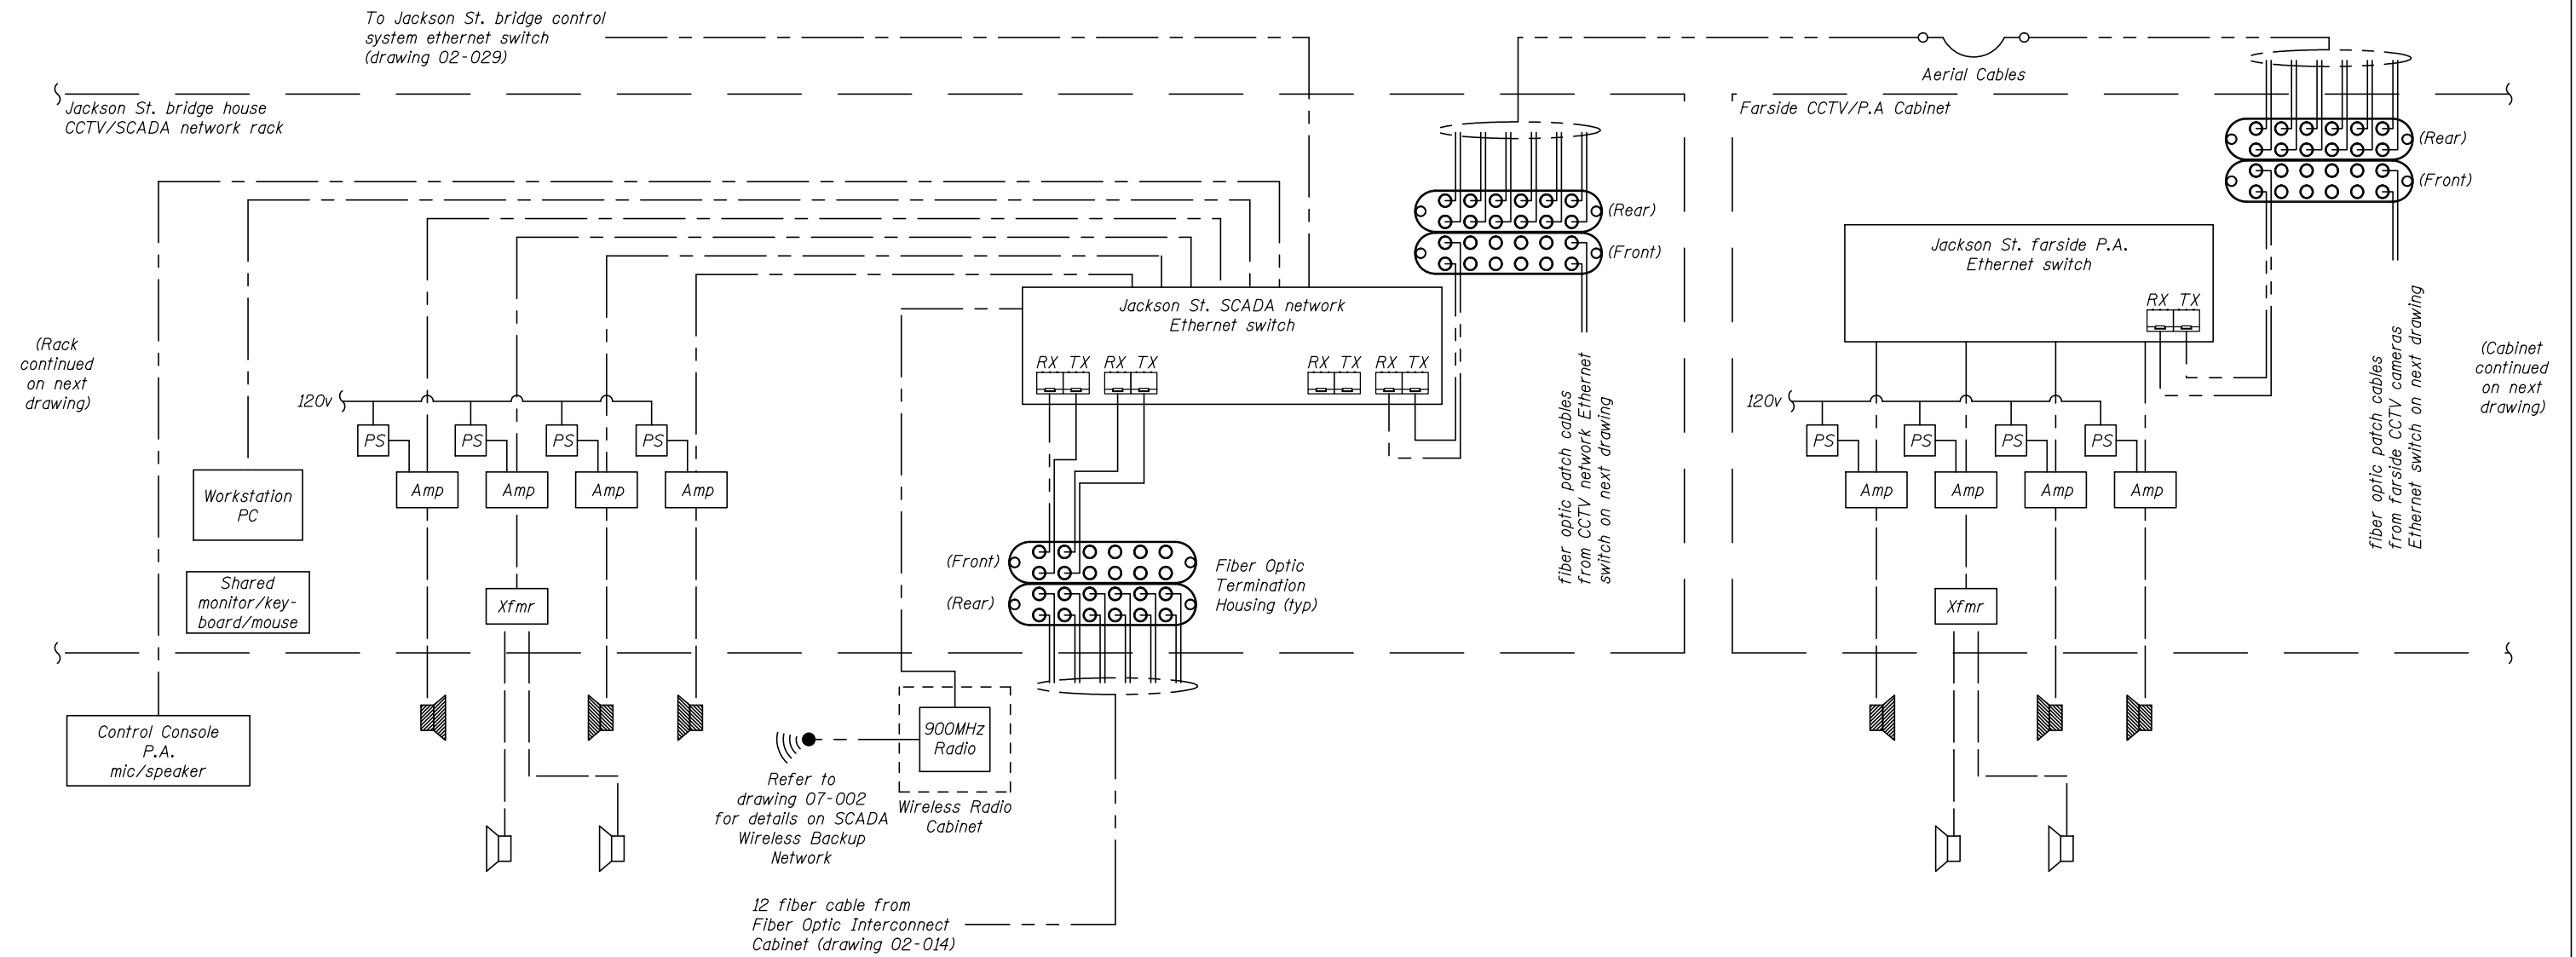 To Jackson St. bridge control
system ethernet switch
(drawing 02-029)
Aerial Cables
Jackson St. bridge house
CCTV/SCADA network rack
Farside CCTV/P.A Cabinet
(Rear)
(Front)
(Rear)
(Front)
Jackson St. SCADA network
Ethernet switch
RX TX
RX TX
RX TX
RX TX
Jackson St. farside P.A.
Ethernet switch
RX TX
(Rack
continued
on next
drawing)
(Cabinet
continued
on next
drawing)
120v
PS
PS
PS
PS
Amp
Amp
Amp
Amp
Workstation
PC
Shared
monitor/key-
board/mouse
Xfmr
(Front)
(Rear)
Fiber Optic
Termination
Housing (typ)
fiber optic patch cables
from CCTV network Ethernet
switch on next drawing
120v
PS
PS
PS
PS
Amp
Amp
Amp
Amp
Xfmr
fiber optic patch cables
from farside CCTV cameras
Ethernet switch on next drawing
Control Console
P.A.
mic/speaker
900MHz
Radio
Wireless Radio
Cabinet
Refer to
drawing 07-002
for details on SCADA
Wireless Backup
Network
12 fiber cable from
Fiber Optic Interconnect
Cabinet (drawing 02-014)